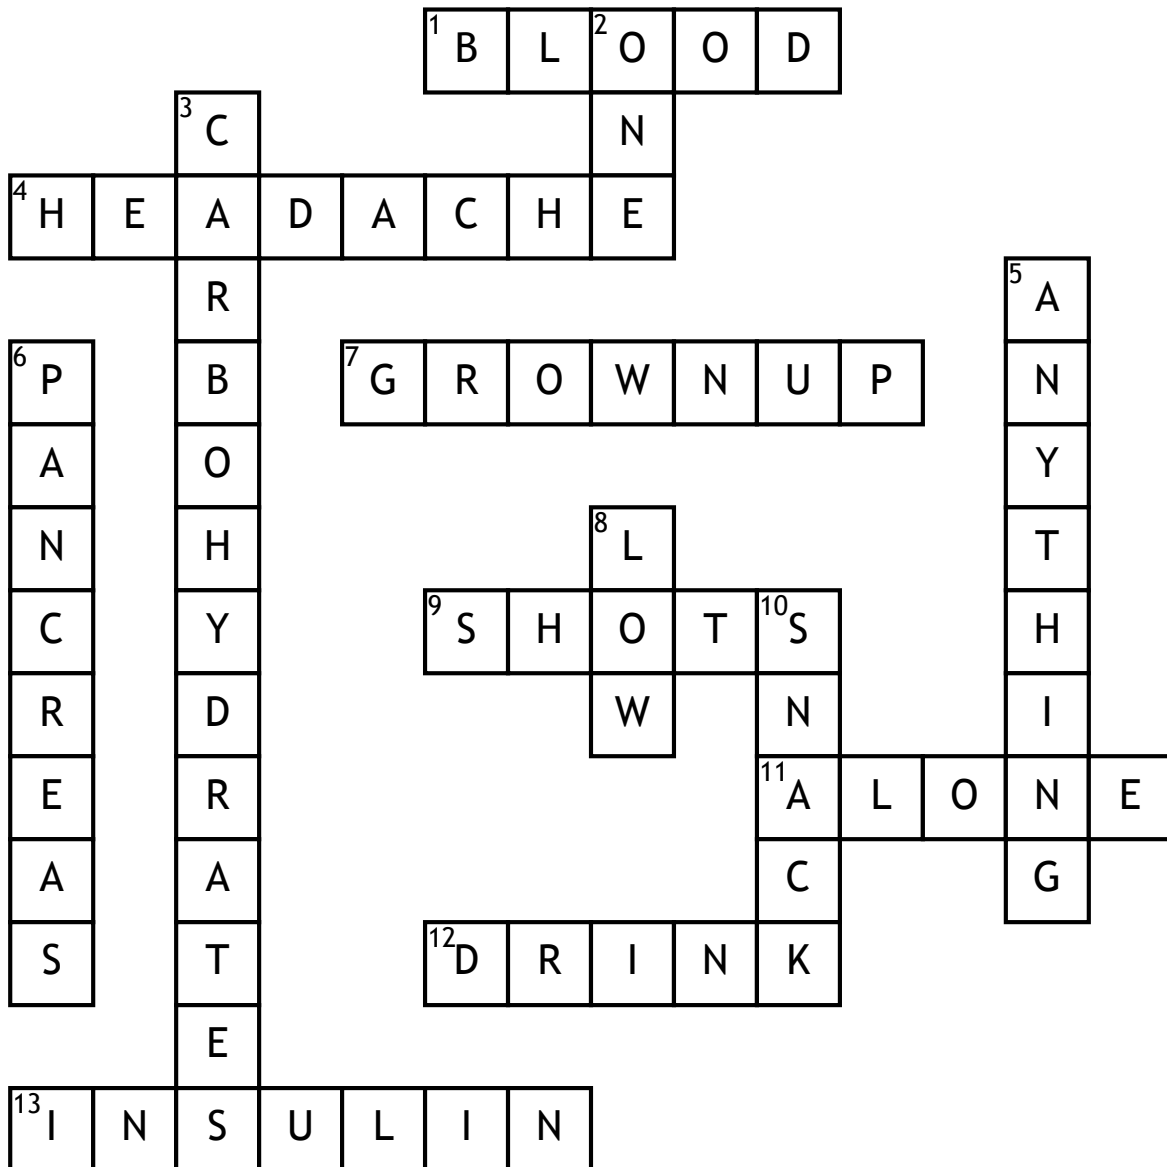 1 B L 2 O O D
3 C N
4 H E A D A C H E
R 5 A
6 P B 7 G R O W N U P N
A O Y
N H 8 L T
C Y 9 S H O T 10 S H
R D W N I
E R 11 A L O N E
A A C G
S T 12 D R I N K
E
13 I N S U L I N